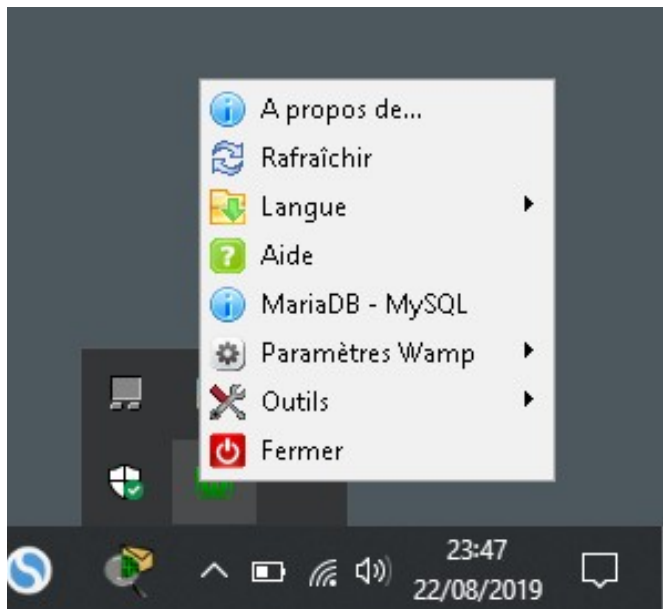 A propos de...
Rafraîchir
Langue
Aide
MariaDB - MySQL
Paramètres Wamp
Outils
Fermer
23:47
22/08/2019